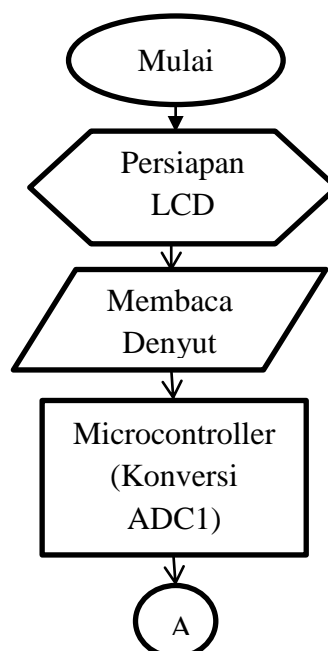 Mulai
Persiapan
LCD
Membaca
Denyut
Microcontroller
(Konversi
ADC1)
A